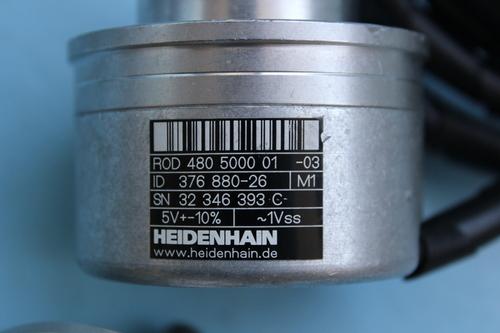 ROD 480 5000 01 -03
ID 376 880-26 M1
SN 32 346 393 C-
5V+-10% ~1Vss
HEIDENHAIN
www.heidenhain.de